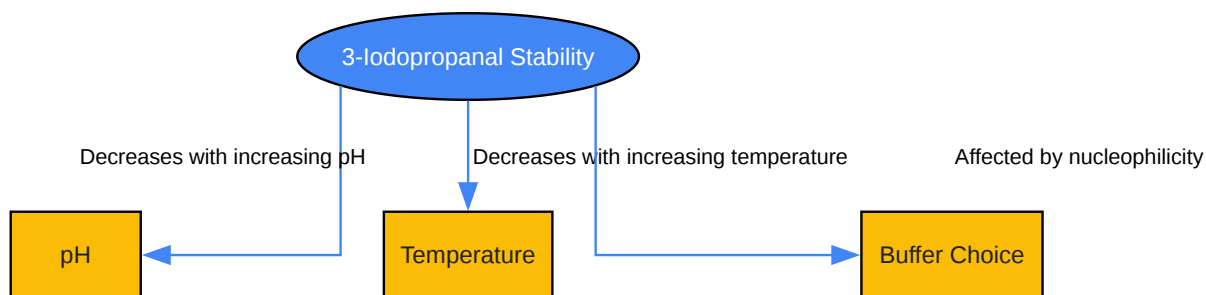 3-Iodopropanal Stability
Decreases with increasing pH
Decreases with increasing temperature
Affected by nucleophilicity
pH
Temperature
Buffer Choice